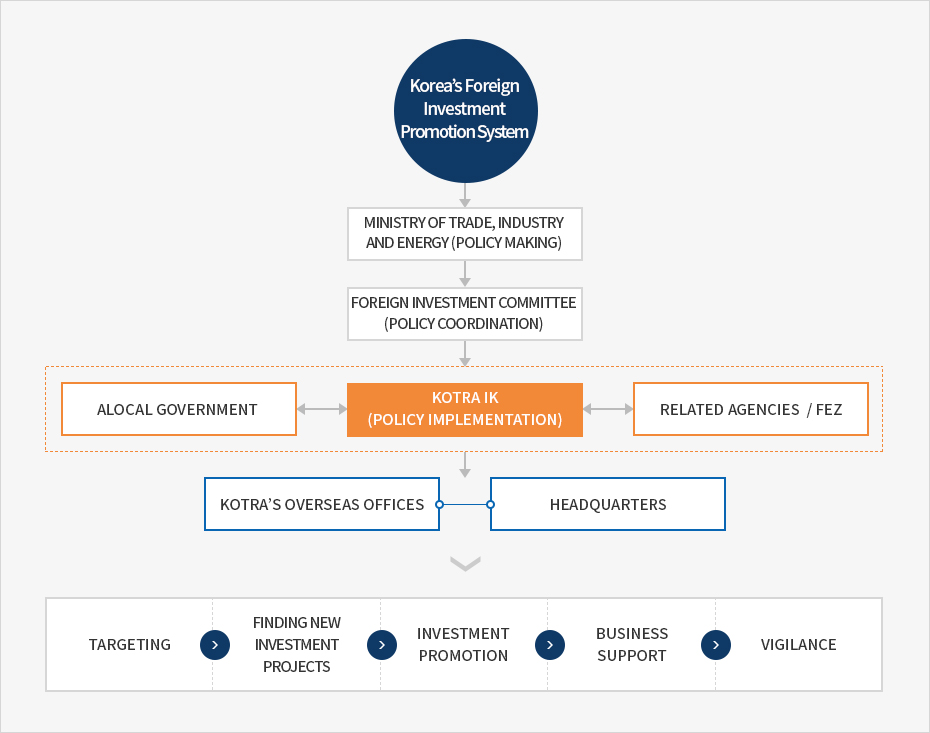 Korea’s Foreign
Investment
Promotion System
MINISTRY OF TRADE, INDUSTRY
AND ENERGY (POLICY MAKING)
FOREIGN INVESTMENT COMMITTEE
(POLICY COORDINATION)
ALOCAL GOVERNMENT
KOTRA IK
(POLICY IMPLEMENTATION)
RELATED AGENCIES / FEZ
KOTRA’S OVERSEAS OFFICES
HEADQUARTERS
TARGETING
FINDING NEW
INVESTMENT
PROJECTS
INVESTMENT
PROMOTION
BUSINESS
SUPPORT
VIGILANCE